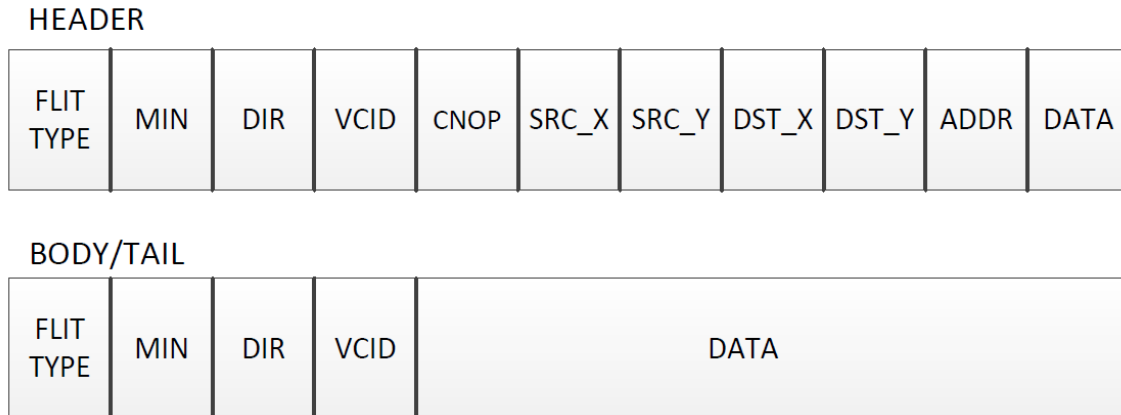 HEADER
FLIT TYPE MIN DIR VCID CNOP SRC_X SRC_Y DST_X DST_Y ADDR DATA
BODY/TAIL
FLIT TYPE MIN DIR VCID DATA